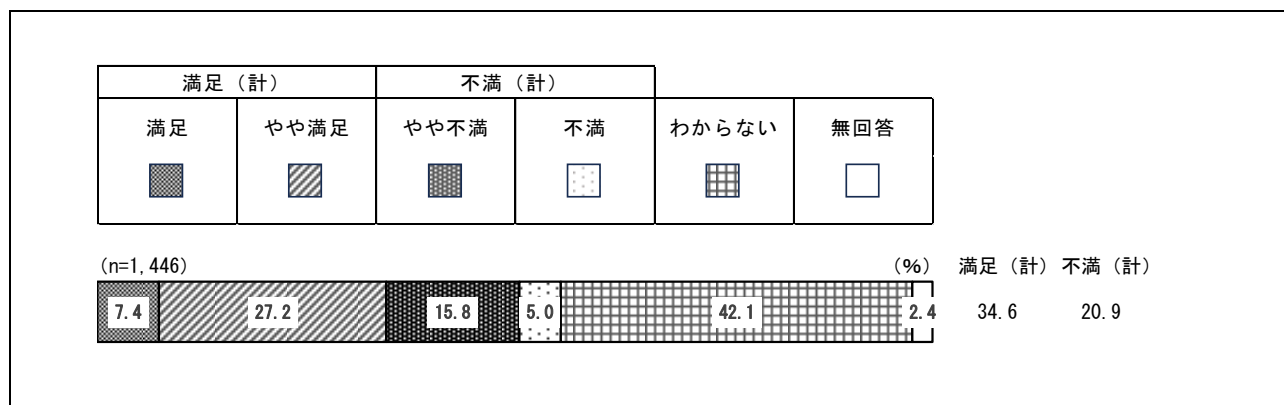 満足（計） 不満（計）
満足 やや満足 やや不満 不満 わからない 無回答
(n=1,446) (%) 満足（計） 不満（計）
7.4 27.2 15.8 5.0 42.1 2.4 34.6 20.9